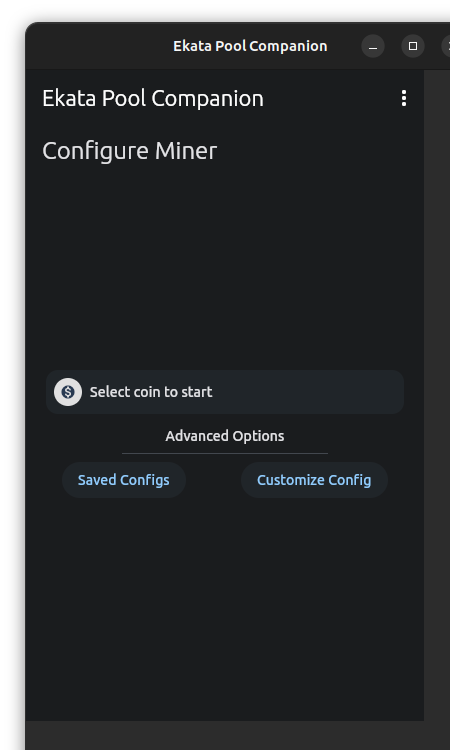 Ekata Pool Companion
Ekata Pool Companion
Configure Miner
Select coin to start
Advanced Options
Saved Configs
Customize Config